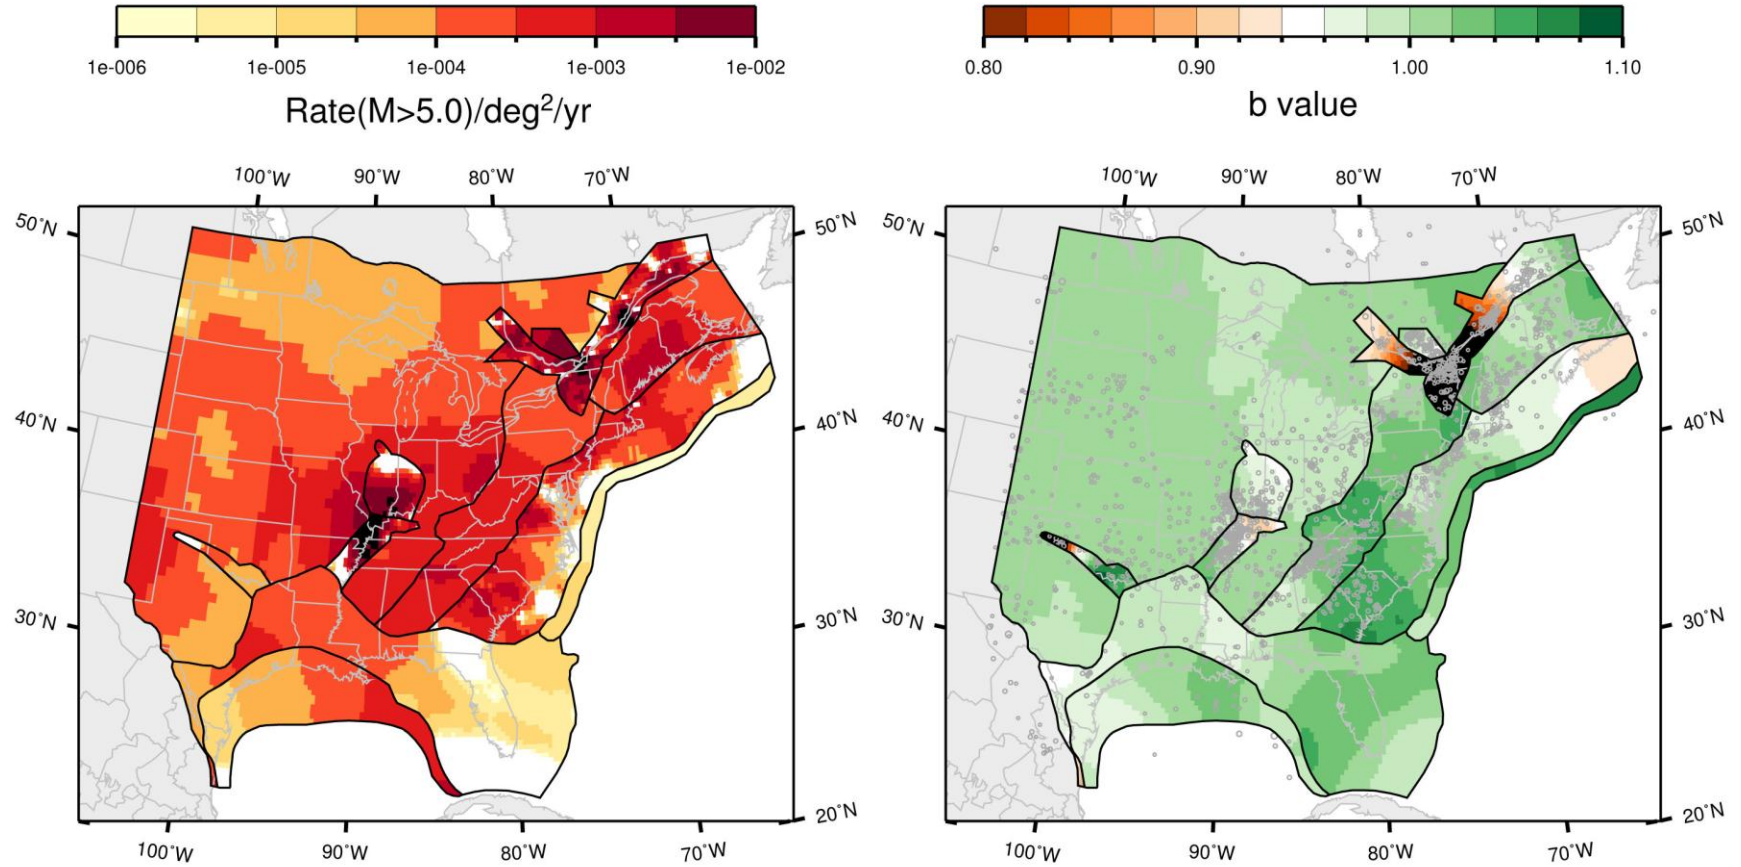 1e-006 1e-005 1e-004 1e-003 1e-002
Rate(M>5.0)/deg²/yr
0.80 0.90 1.00 1.10
b value
100°W 90°W 80°W 70°W
100°W 90°W 80°W 70°W
50°N 50°N 50°N 50°N
40°N 40°N 40°N 40°N
30°N 30°N 30°N 30°N
20°N 20°N
100°W 90°W 80°W 70°W
100°W 90°W 80°W 70°W